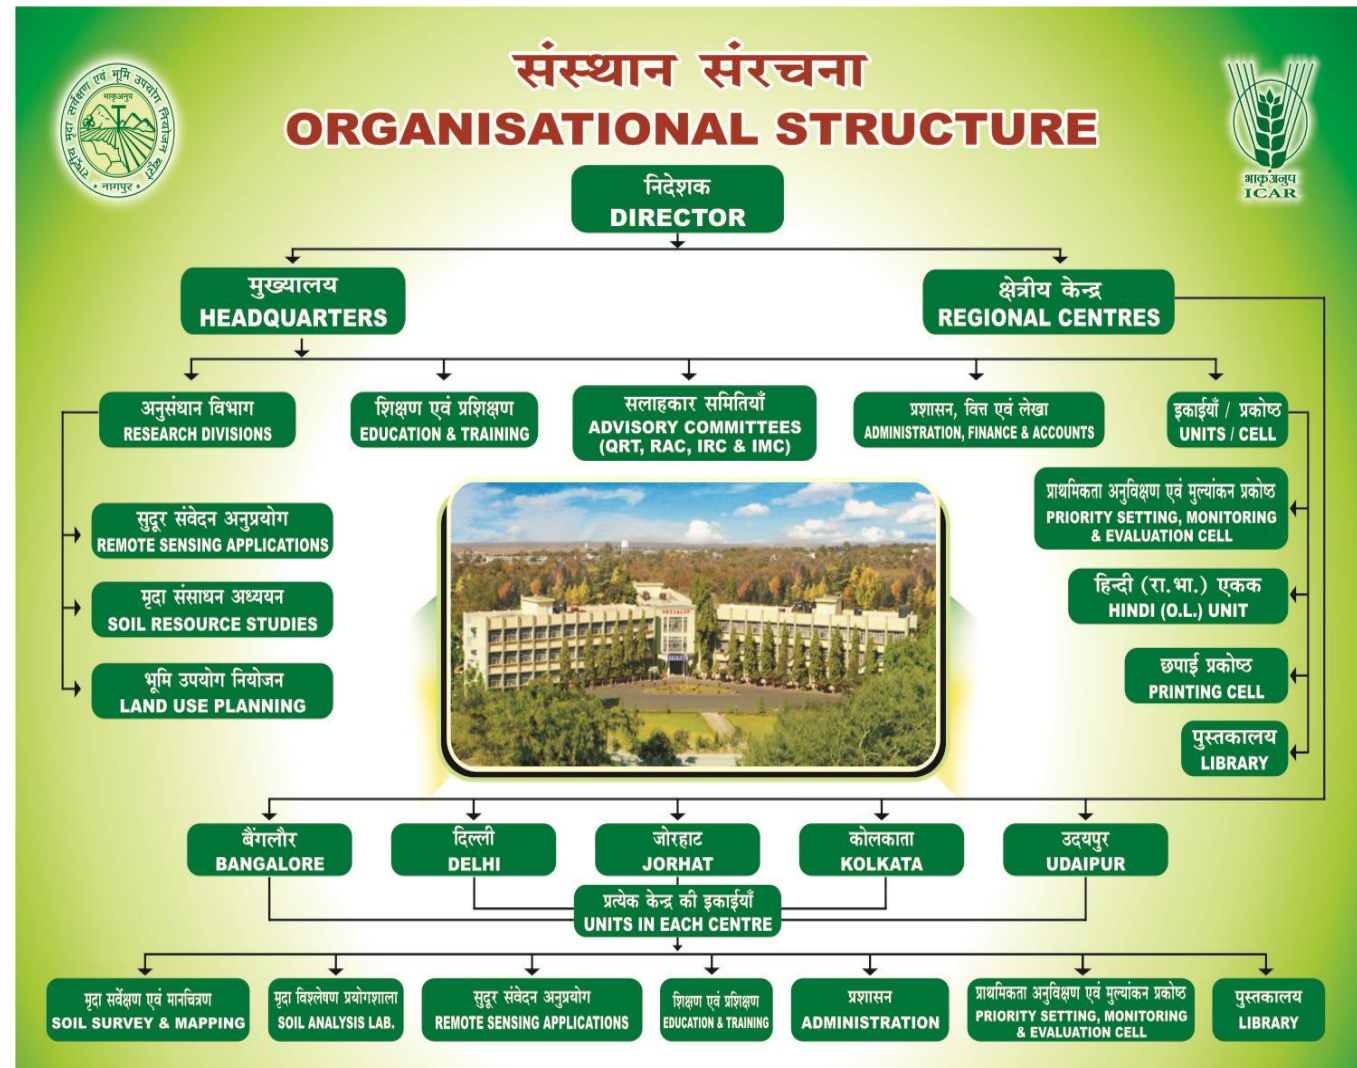 संस्थान संरचना
ORGANISATIONAL STRUCTURE
राष्ट्रीय मृदा सर्वेक्षण एवं भूमि उपयोग नियोजन ब्यूरो
भाकृअनुप
• नागपुर •
भाकृअनुप
ICAR
निदेशक
DIRECTOR
मुख्यालय
HEADQUARTERS
क्षेत्रीय केन्द्र
REGIONAL CENTRES
अनुसंधान विभाग
RESEARCH DIVISIONS
शिक्षण एवं प्रशिक्षण
EDUCATION & TRAINING
सलाहकार समितियाँ
ADVISORY COMMITTEES
(QRT, RAC, IRC & IMC)
प्रशासन, वित्त एवं लेखा
ADMINISTRATION, FINANCE & ACCOUNTS
इकाईयाँ / प्रकोष्ठ
UNITS / CELL
सुदूर संवेदन अनुप्रयोग
REMOTE SENSING APPLICATIONS
मृदा संसाधन अध्ययन
SOIL RESOURCE STUDIES
भूमि उपयोग नियोजन
LAND USE PLANNING
प्राथमिकता अनुविक्षण एवं मुल्यांकन प्रकोष्ठ
PRIORITY SETTING, MONITORING
& EVALUATION CELL
हिन्दी (रा.भा.) एकक
HINDI (O.L.) UNIT
छपाई प्रकोष्ठ
PRINTING CELL
पुस्तकालय
LIBRARY
बैंगलौर
BANGALORE
दिल्ली
DELHI
जोरहाट
JORHAT
कोलकाता
KOLKATA
उदयपुर
UDAIPUR
प्रत्येक केन्द्र की इकाईयाँ
UNITS IN EACH CENTRE
मृदा सर्वेक्षण एवं मानचित्रण
SOIL SURVEY & MAPPING
मृदा विश्लेषण प्रयोगशाला
SOIL ANALYSIS LAB.
सुदूर संवेदन अनुप्रयोग
REMOTE SENSING APPLICATIONS
शिक्षण एवं प्रशिक्षण
EDUCATION & TRAINING
प्रशासन
ADMINISTRATION
प्राथमिकता अनुविक्षण एवं मुल्यांकन प्रकोष्ठ
PRIORITY SETTING, MONITORING
& EVALUATION CELL
पुस्तकालय
LIBRARY